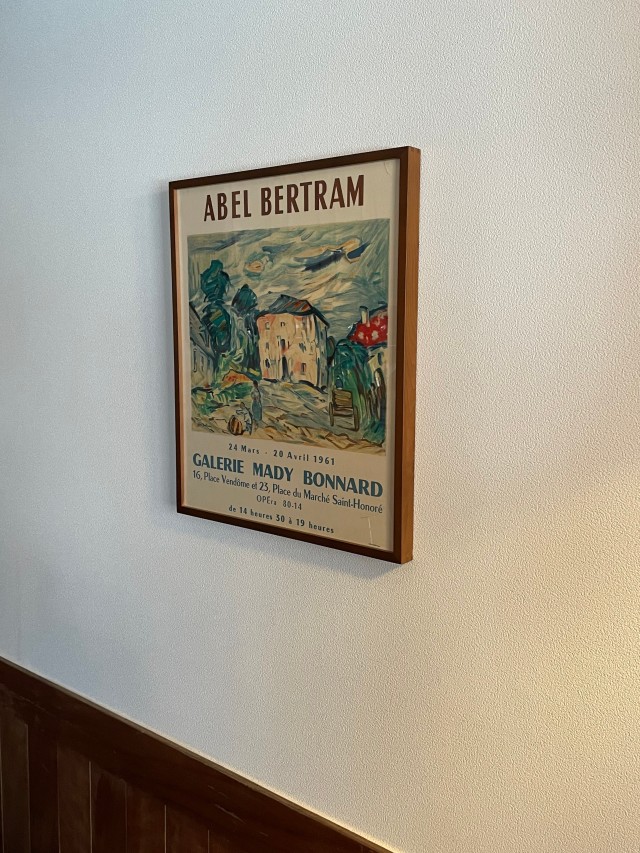 ABEL BERTRAM
24 Mars - 20 Avril 1961
GALERIE MADY BONNARD
16, Place Vendôme et 23, Place du Marché Saint-Honoré
OPÉra 80-14
de 14 heures 30 à 19 heures